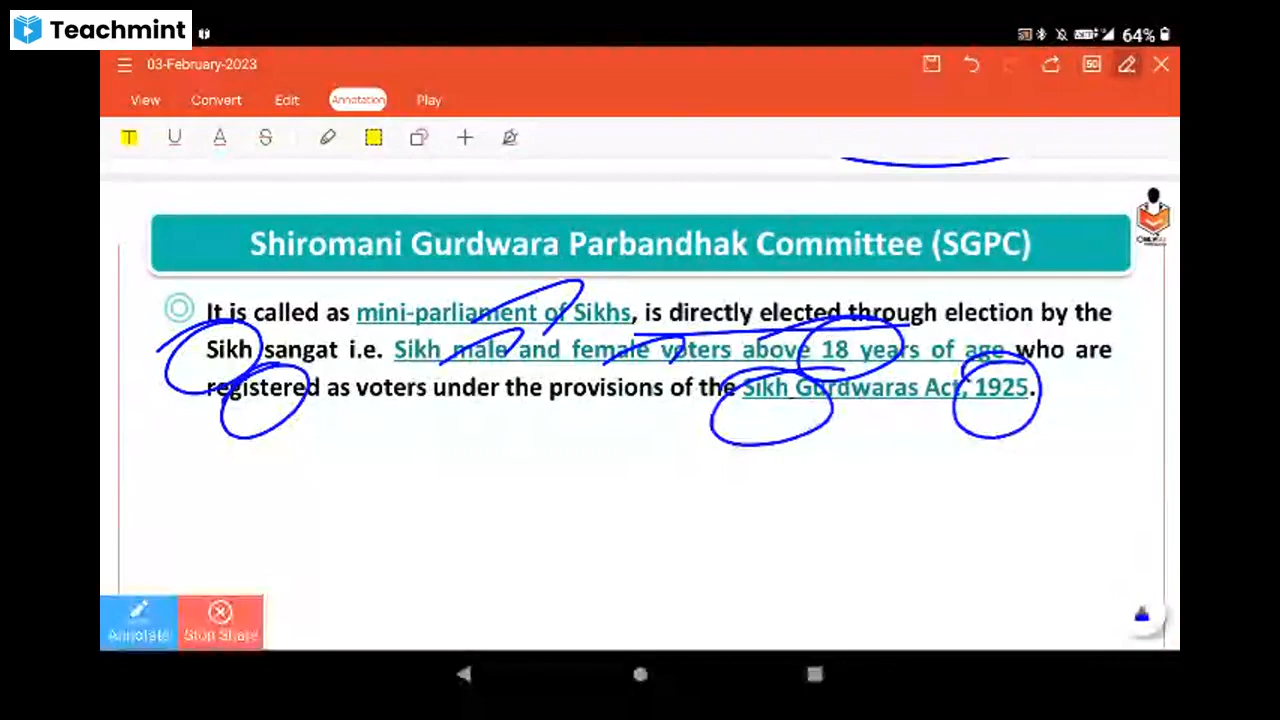 Teachmint
64%
03-February-2023
50
View Convert Edit Annotation Play
T U A S
Shiromani Gurdwara Parbandhak Committee (SGPC)
It is called as mini-parliament of Sikhs, is directly elected through election by the
Sikh sangat i.e. Sikh male and female voters above 18 years of age who are
registered as voters under the provisions of the Sikh Gurdwaras Act, 1925.
Annotate Stop Share